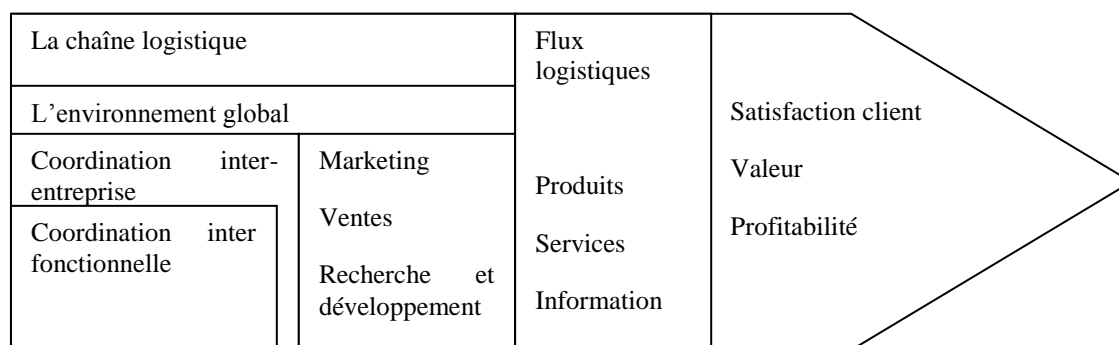 La chaîne logistique
L’environnement global
Coordination inter-
entreprise
Coordination inter
fonctionnelle
Marketing
Ventes
Recherche et
développement
Flux
logistiques
Produits
Services
Information
Satisfaction client
Valeur
Profitabilité